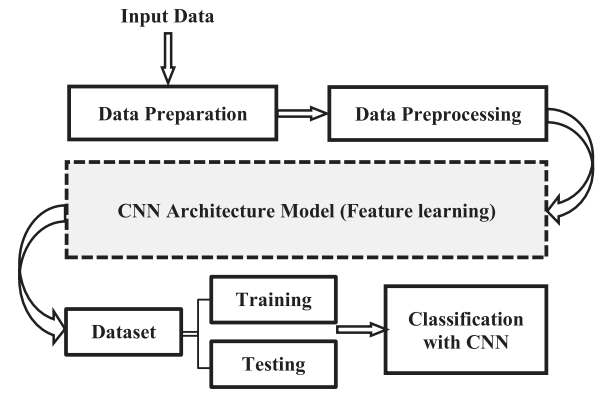 Input Data
Data Preparation
Data Preprocessing
CNN Architecture Model (Feature learning)
Dataset
Training
Testing
Classification
with CNN